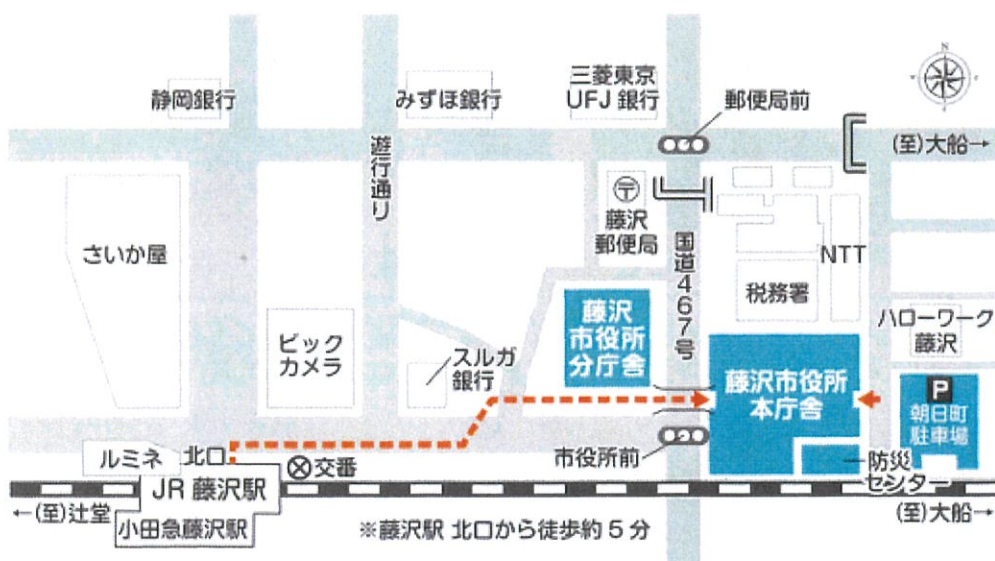 N
静岡銀行
みずほ銀行
三菱東京
UFJ 銀行
郵便局前
(至)大船→
遊行通り
さいか屋
〒
藤沢
郵便局
国道467号
NTT
税務署
ビック
カメラ
スルガ
銀行
藤沢
市役所
分庁舎
藤沢市役所
本庁舎
ハローワーク
藤沢
P
朝日町
駐車場
ルミネ
北口
交番
市役所前
防災
センター
JR 藤沢駅
←(至)辻堂
小田急藤沢駅
※藤沢駅 北口から徒歩約 5 分
(至)大船→